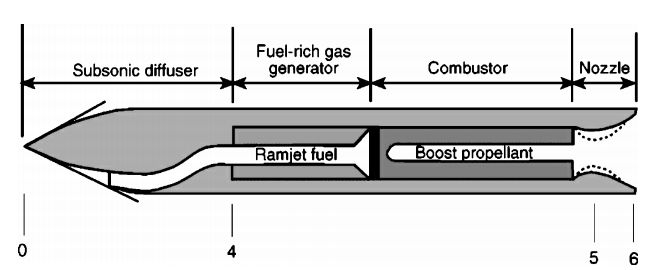 Subsonic diffuser
Fuel-rich gas
generator
Combustor
Nozzle
Ramjet fuel
Boost propellant
0
4
5
6